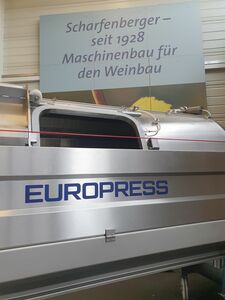 Scharfenberger –
seit 1928
Maschinenbau für
den Weinbau
EUROPRESS